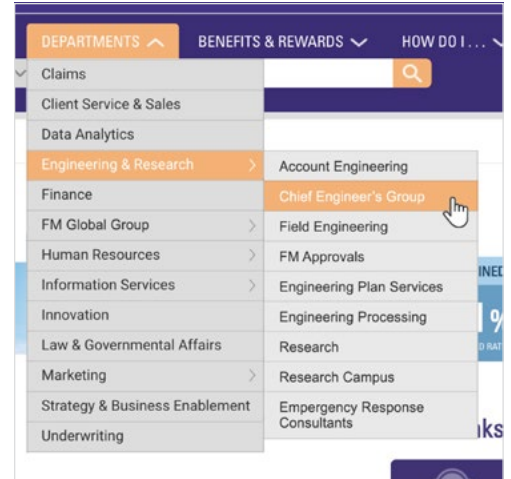 DEPARTMENTS
BENEFITS & REWARDS
HOW DO I...
Claims
Client Service & Sales
Data Analytics
Engineering & Research
Finance
FM Global Group
Human Resources
Information Services
Innovation
Law & Governmental Affairs
Marketing
Strategy & Business Enablement
Underwriting
Account Engineering
Chief Engineer's Group
Field Engineering
FM Approvals
Engineering Plan Services
Engineering Processing
Research
Research Campus
Empergency Response
Consultants
%